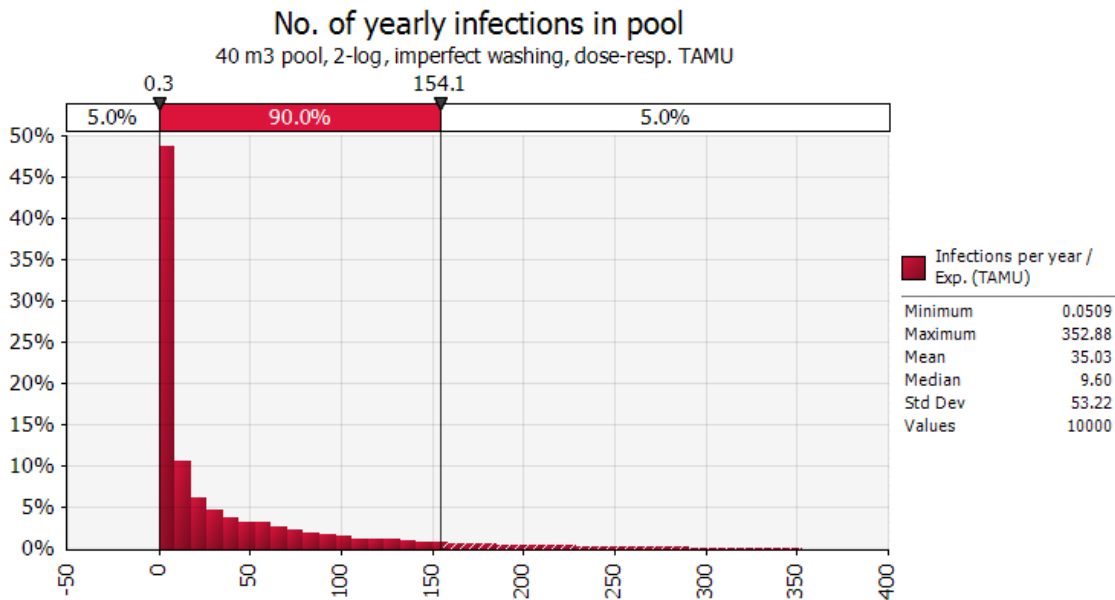 No. of yearly infections in pool
40 m3 pool, 2-log, imperfect washing, dose-resp. TAMU
0.3 154.1
5.0% 90.0% 5.0%
50%
45%
40%
35%
30%
25%
20%
15%
10%
5%
0%
-50 0 50 100 150 200 250 300 350 400
Infections per year /
Exp. (TAMU)
Minimum 0.0509
Maximum 352.88
Mean 35.03
Median 9.60
Std Dev 53.22
Values 10000